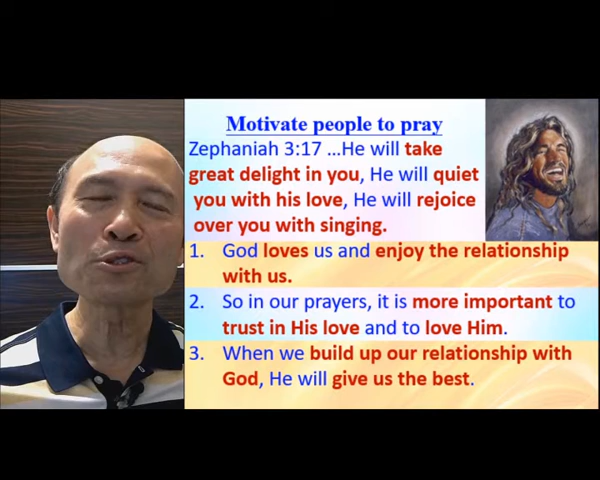 Motivate people to pray
Zephaniah 3:17 …He will take
great delight in you, He will quiet
you with his love, He will rejoice
over you with singing.
1. God loves us and enjoy the relationship
with us.
2. So in our prayers, it is more important to
trust in His love and to love Him.
3. When we build up our relationship with
God, He will give us the best.